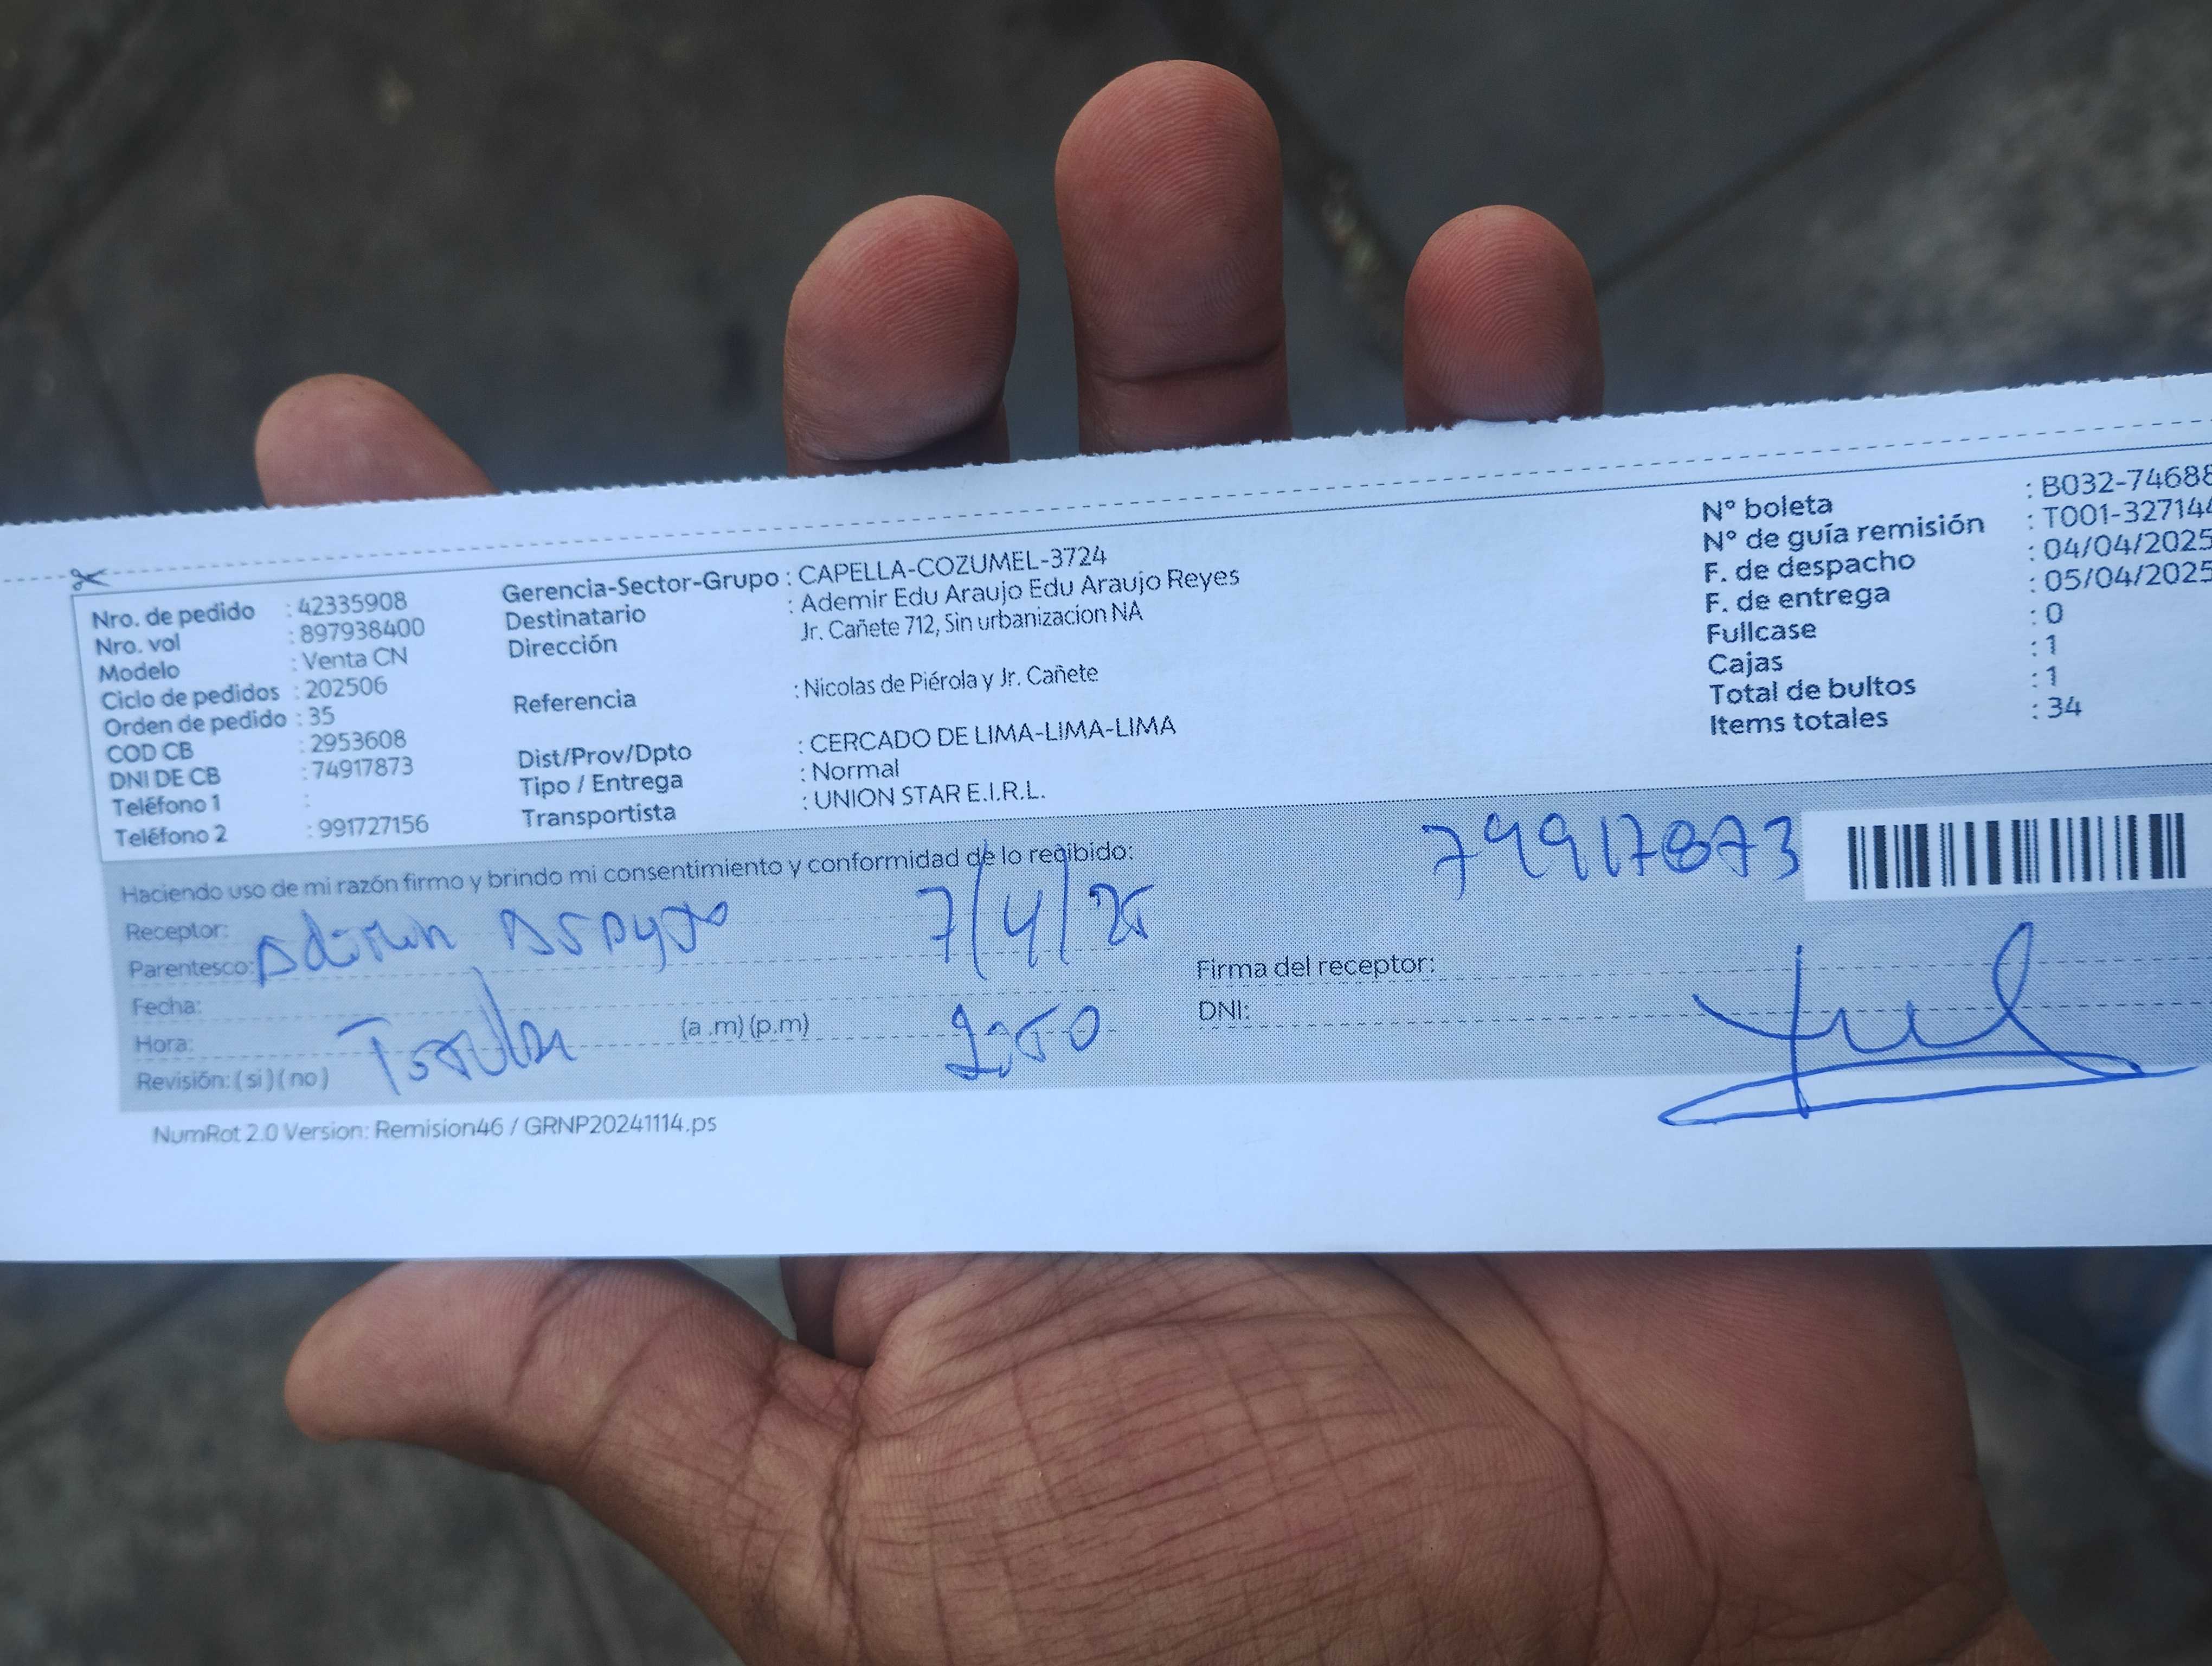 Nro. de pedido : 42335908
Nro. vol : 897938400
Modelo : Venta CN
Ciclo de pedidos : 202506
Orden de pedido : 35
COD CB : 2953608
DNI DE CB : 74917873
Teléfono 1 :
Teléfono 2 : 991727156
Gerencia-Sector-Grupo : CAPELLA-COZUMEL-3724
Destinatario : Ademir Edu Araujo Edu Araujo Reyes
Dirección Jr. Cañete 712, Sin urbanizacion NA
Referencia : Nicolas de Piérola y Jr. Cañete
Dist/Prov/Dpto : CERCADO DE LIMA-LIMA-LIMA
Tipo / Entrega : Normal
Transportista : UNION STAR E.I.R.L.
N° boleta : B032-74688
N° de guía remisión : T001-327144
F. de despacho : 04/04/2025
F. de entrega : 05/04/2025
Fullcase : 0
Cajas : 1
Total de bultos : 1
Items totales : 34
Haciendo uso de mi razón firmo y brindo mi consentimiento y conformidad de lo recibido:
74917873
Receptor:
7/4/25
Parentesco:
Firma del receptor:
Fecha:
DNI:
Hora: (a .m) (p.m)
Revisión: ( si ) ( no )
NumRot 2.0 Version: Remision46 / GRNP20241114.ps